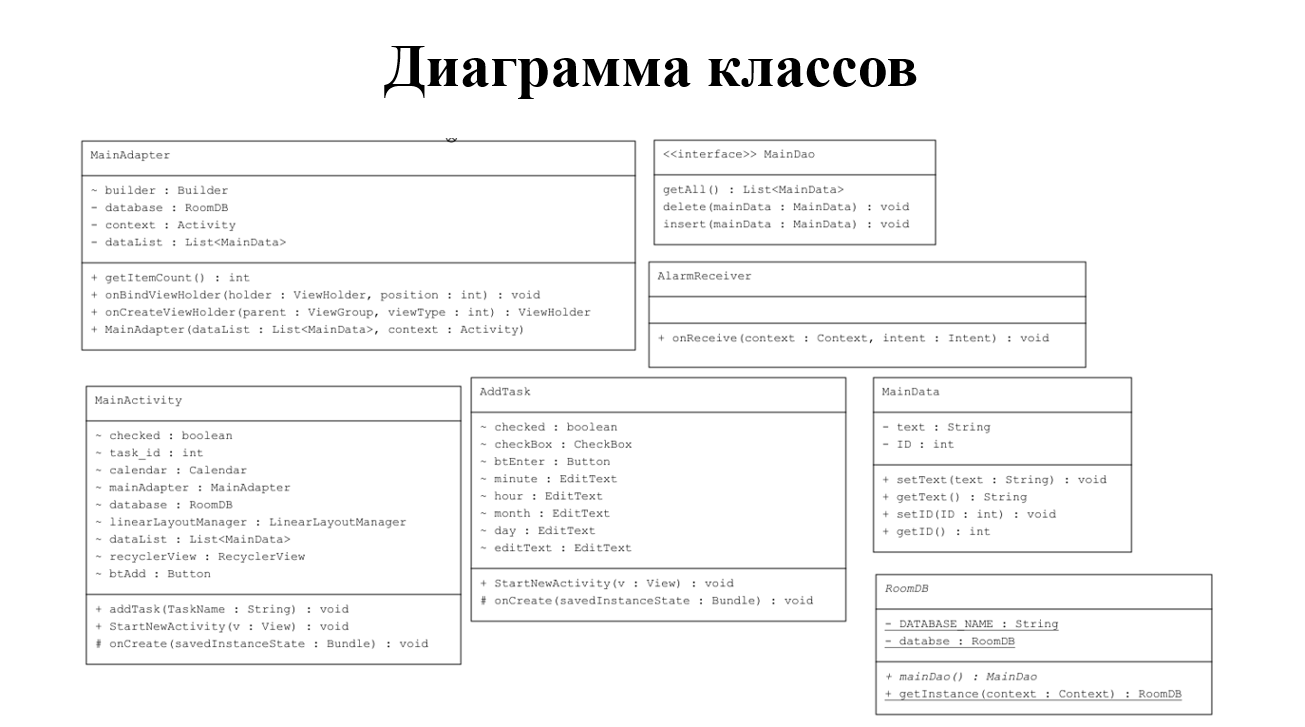 Диаграмма классов
MainAdapter
~ builder : Builder
- database : RoomDB
- context : Activity
- dataList : List<MainData>
+ getItemCount() : int
+ onBindViewHolder(holder : ViewHolder, position : int) : void
+ onCreateViewHolder(parent : ViewGroup, viewType : int) : ViewHolder
+ MainAdapter(dataList : List<MainData>, context : Activity)
<<interface>> MainDao
getAll() : List<MainData>
delete(mainData : MainData) : void
insert(mainData : MainData) : void
AlarmReceiver
+ onReceive(context : Context, intent : Intent) : void
MainActivity
~ checked : boolean
~ task_id : int
~ calendar : Calendar
~ mainAdapter : MainAdapter
~ database : RoomDB
~ linearLayoutManager : LinearLayoutManager
~ dataList : List<MainData>
~ recyclerView : RecyclerView
~ btAdd : Button
+ addTask(TaskName : String) : void
+ StartNewActivity(v : View) : void
# onCreate(savedInstanceState : Bundle) : void
AddTask
~ checked : boolean
~ checkBox : CheckBox
~ btEnter : Button
~ minute : EditText
~ hour : EditText
~ month : EditText
~ day : EditText
~ editText : EditText
+ StartNewActivity(v : View) : void
# onCreate(savedInstanceState : Bundle) : void
MainData
- text : String
- ID : int
+ setText(text : String) : void
+ getText() : String
+ setID(ID : int) : void
+ getID() : int
RoomDB
- DATABASE_NAME : String
- databse : RoomDB
+ mainDao() : MainDao
+ getInstance(context : Context) : RoomDB